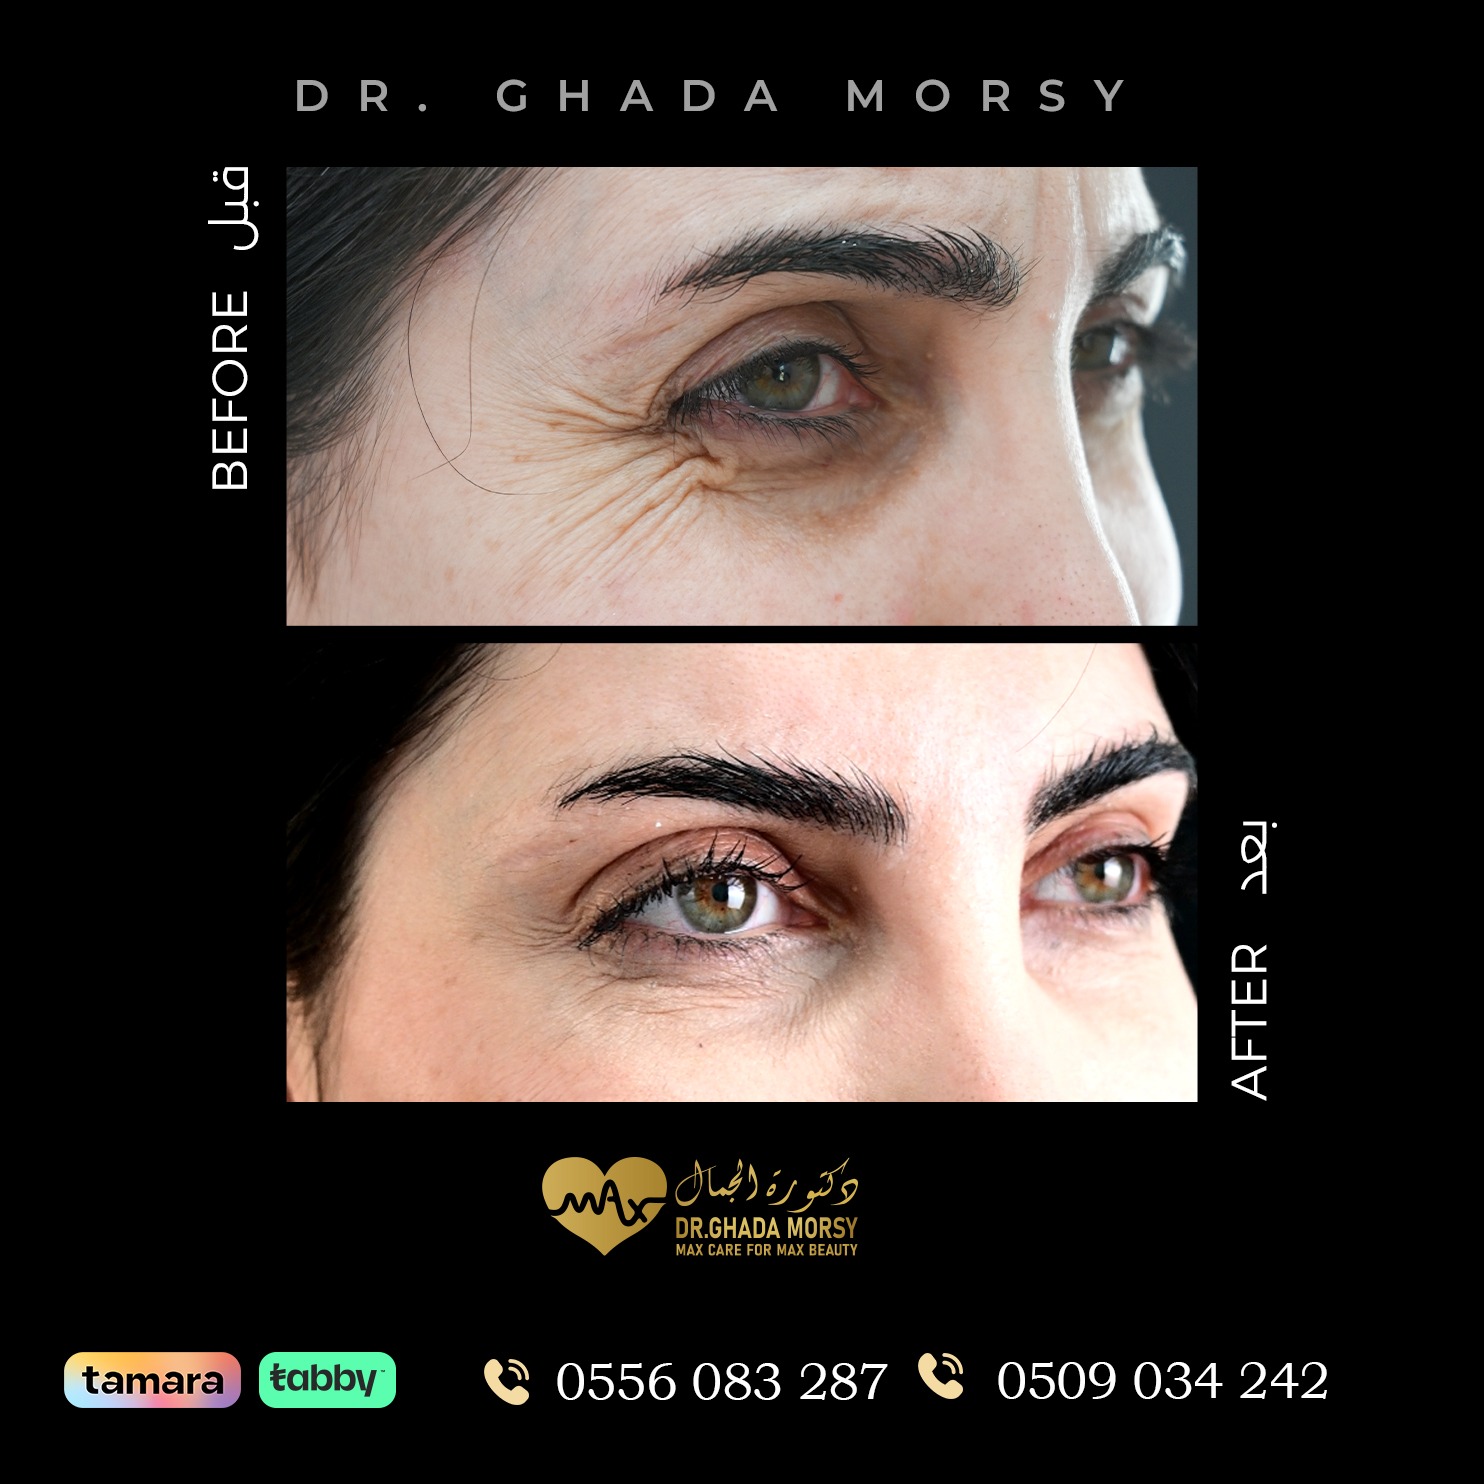 DR. GHADA MORSY
قبل
BEFORE
بعد
AFTER
MAX
دكتورة الجمال
DR.GHADA MORSY
MAX CARE FOR MAX BEAUTY
tamara
tabby
0556 083 287
0509 034 242